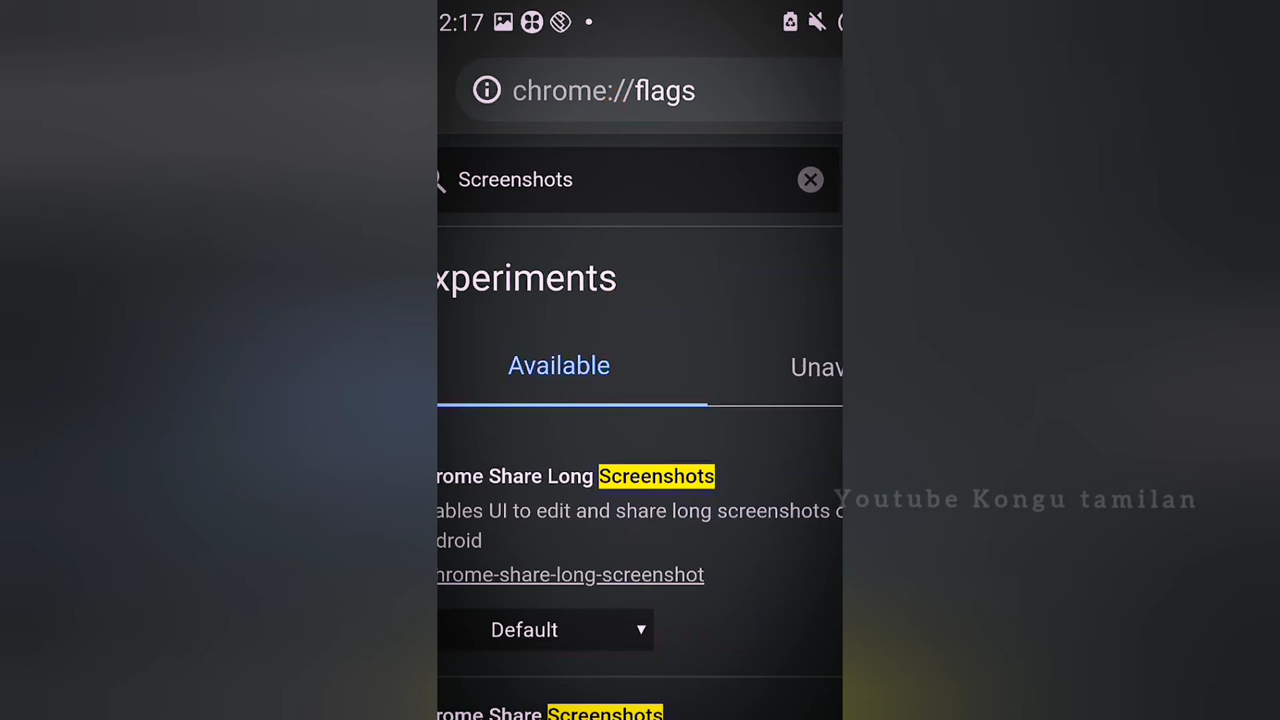 2:17
chrome://flags
Screenshots
xperiments
Available
Unav
rome Share Long Screenshots
ables UI to edit and share long screenshots o
droid
hrome-share-long-screenshot
Default
rome Share Screenshots
Youtube Kongu tamilan